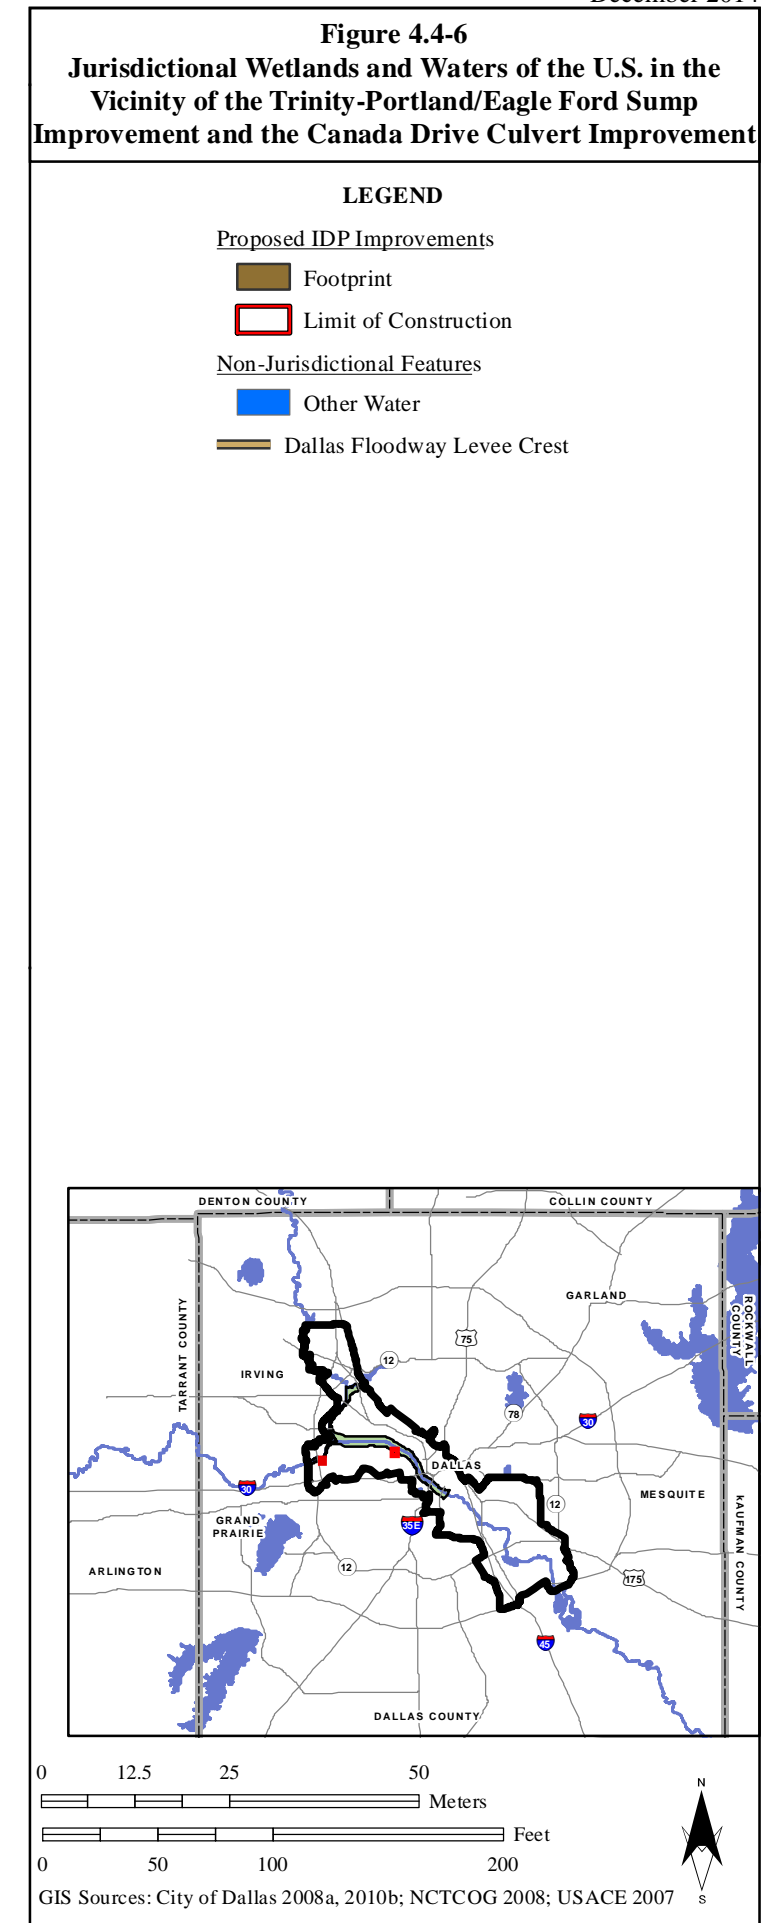 December 2014
Figure 4.4-6
Jurisdictional Wetlands and Waters of the U.S. in the
Vicinity of the Trinity-Portland/Eagle Ford Sump
Improvement and the Canada Drive Culvert Improvement
LEGEND
Proposed IDP Improvements
Footprint
Limit of Construction
Non-Jurisdictional Features
Other Water
Dallas Floodway Levee Crest
DENTON COUNTY
COLLIN COUNTY
TARRANT COUNTY
ROCKWALL
COUNTY
GARLAND
75
12
IRVING
78
30
DALLAS
30
MESQUITE
12
GRAND
PRAIRIE
35E
KAUFMAN COUNTY
ARLINGTON
12
175
45
DALLAS COUNTY
0 12.5 25 50
Meters
Feet
0 50 100 200
N
S
GIS Sources: City of Dallas 2008a, 2010b; NCTCOG 2008; USACE 2007